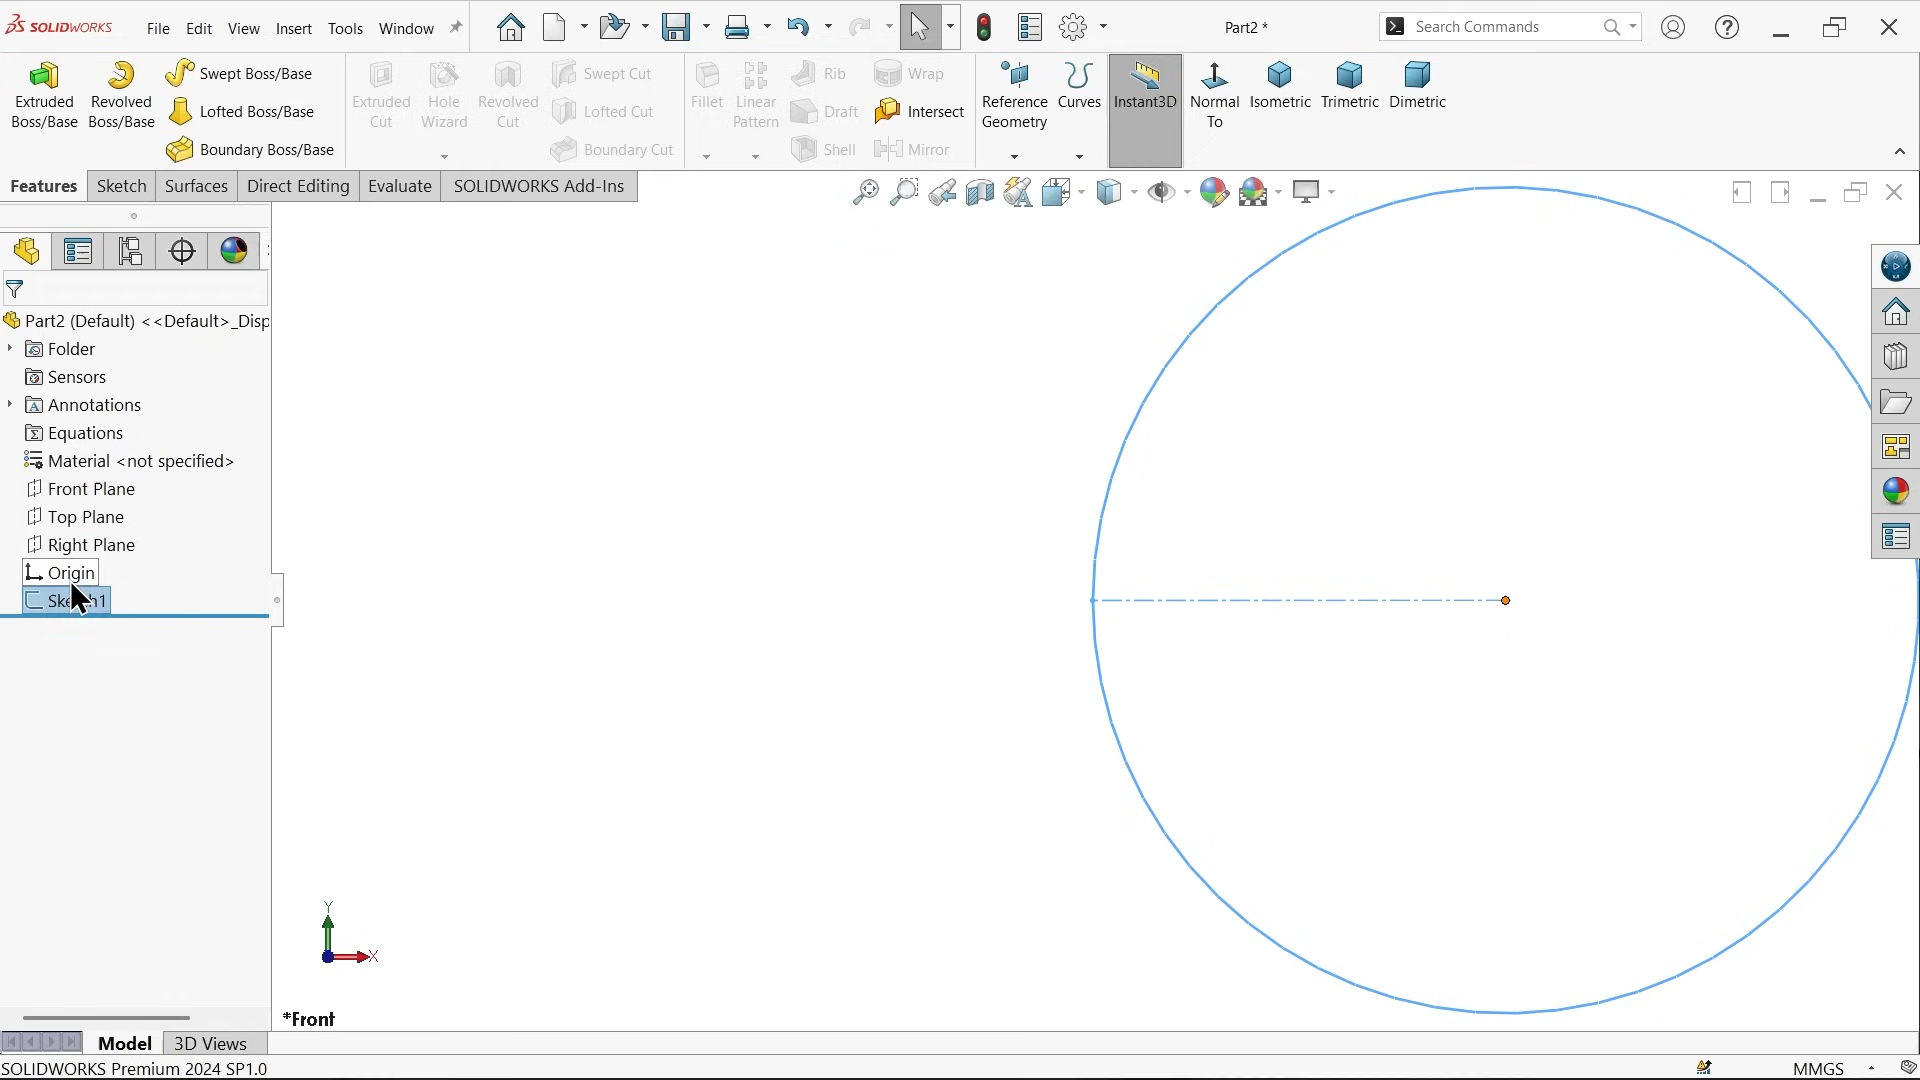 SOLIDWORKS File Edit View Insert Tools Window Part2 * Search Commands
Extruded Boss/Base
Revolved Boss/Base
Swept Boss/Base
Lofted Boss/Base
Boundary Boss/Base
Extruded Cut
Hole Wizard
Revolved Cut
Swept Cut
Lofted Cut
Boundary Cut
Fillet
Linear Pattern
Rib
Draft
Shell
Wrap
Intersect
Mirror
Reference Geometry
Curves
Instant3D
Normal To
Isometric
Trimetric
Dimetric
Features Sketch Surfaces Direct Editing Evaluate SOLIDWORKS Add-Ins
Part2 (Default) <<Default>_Disp
Folder
Sensors
Annotations
Equations
Material <not specified>
Front Plane
Top Plane
Right Plane
Origin
Y
X
*Front
Model 3D Views
SOLIDWORKS Premium 2024 SP1.0 MMGS